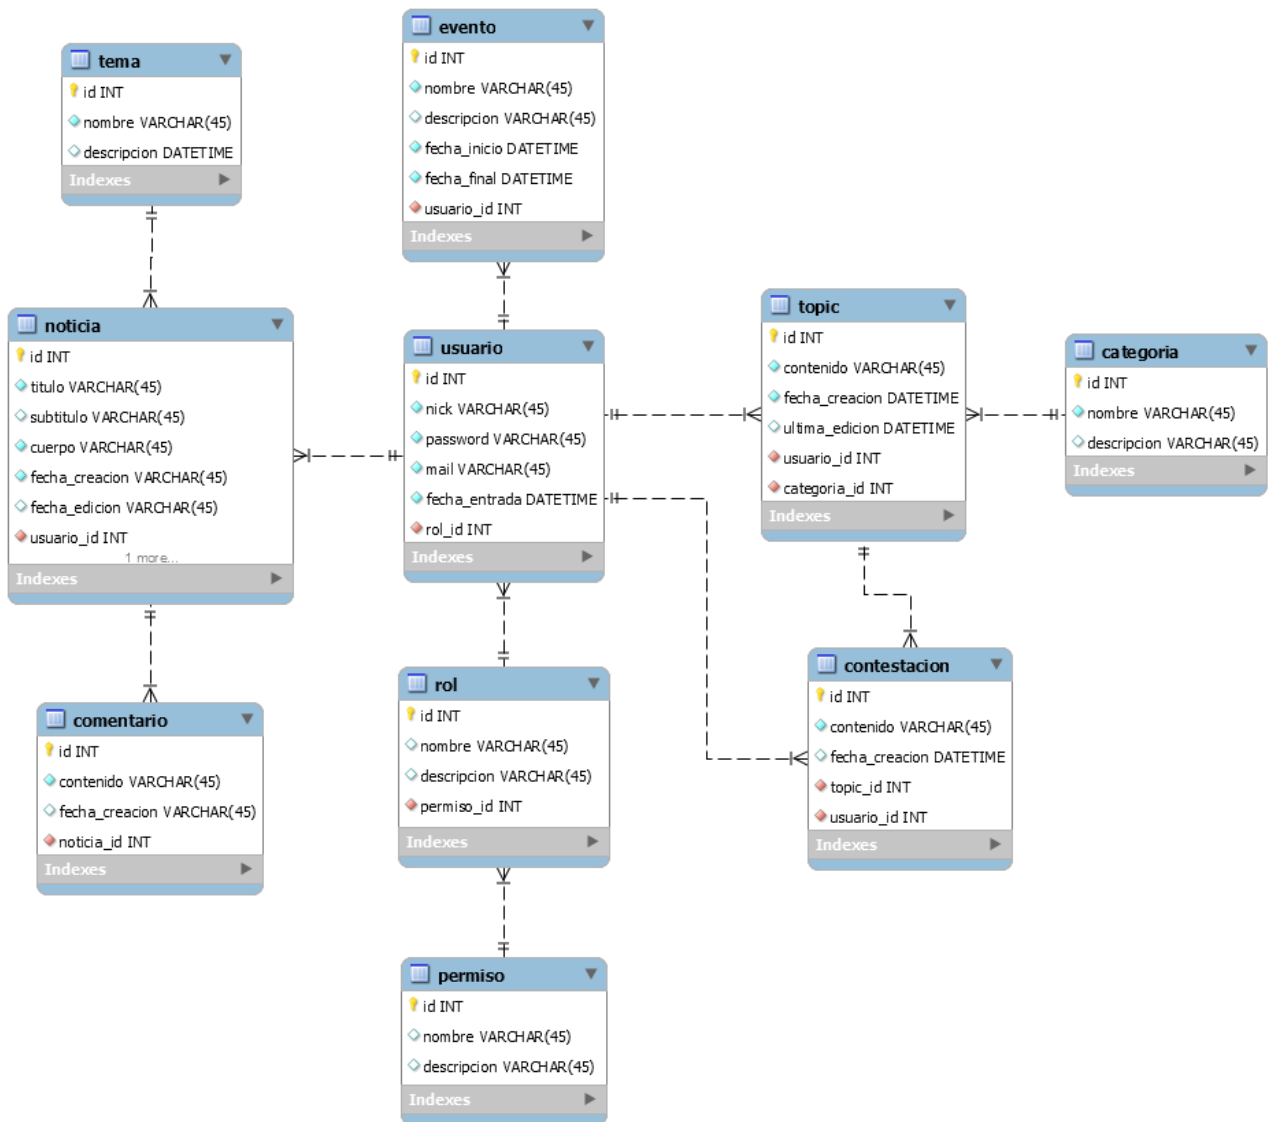 tema
id INT
nombre VARCHAR(45)
descripcion DATETIME
Indexes
evento
id INT
nombre VARCHAR(45)
descripcion VARCHAR(45)
fecha_inicio DATETIME
fecha_final DATETIME
usuario_id INT
Indexes
noticia
id INT
titulo VARCHAR(45)
subtitulo VARCHAR(45)
cuerpo VARCHAR(45)
fecha_creacion VARCHAR(45)
fecha_edicion VARCHAR(45)
usuario_id INT
1 more...
Indexes
usuario
id INT
nick VARCHAR(45)
password VARCHAR(45)
mail VARCHAR(45)
fecha_entrada DATETIME
rol_id INT
Indexes
topic
id INT
contenido VARCHAR(45)
fecha_creacion DATETIME
ultima_edicion DATETIME
usuario_id INT
categoria_id INT
Indexes
categoria
id INT
nombre VARCHAR(45)
descripcion VARCHAR(45)
Indexes
comentario
id INT
contenido VARCHAR(45)
fecha_creacion VARCHAR(45)
noticia_id INT
Indexes
rol
id INT
nombre VARCHAR(45)
descripcion VARCHAR(45)
permiso_id INT
Indexes
contestacion
id INT
contenido VARCHAR(45)
fecha_creacion DATETIME
topic_id INT
usuario_id INT
Indexes
permiso
id INT
nombre VARCHAR(45)
descripcion VARCHAR(45)
Indexes